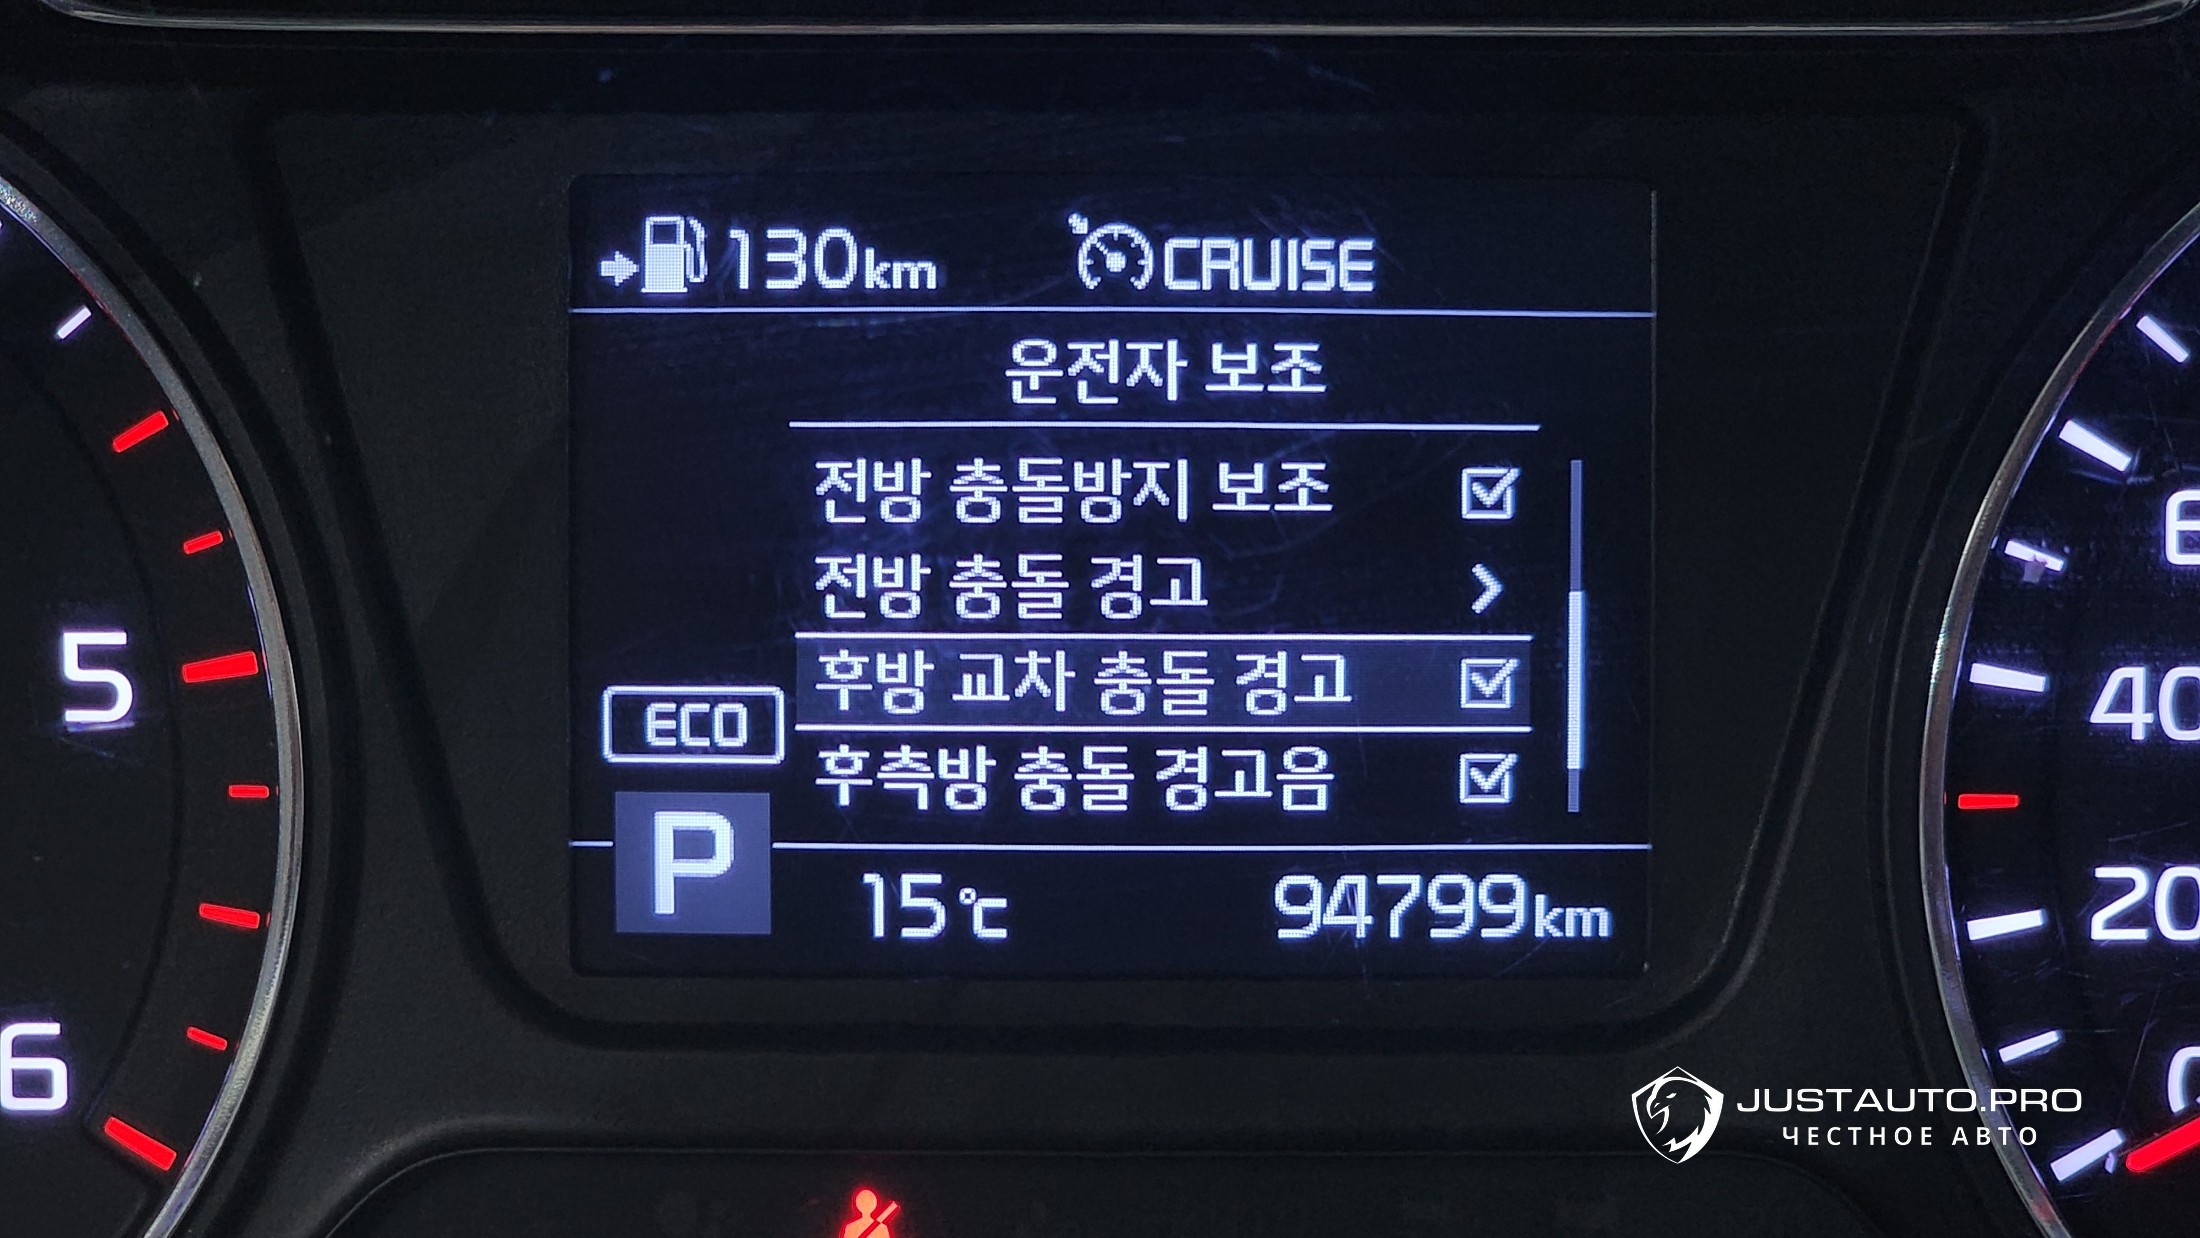 130km CRUISE
운전자 보조
전방 충돌방지 보조
전방 충돌 경고
후방 교차 충돌 경고
후측방 충돌 경고음
ECO
P
15℃ 94799km
5
6
40
20
JUSTAUTO.PRO
ЧЕСТНОЕ АВТО